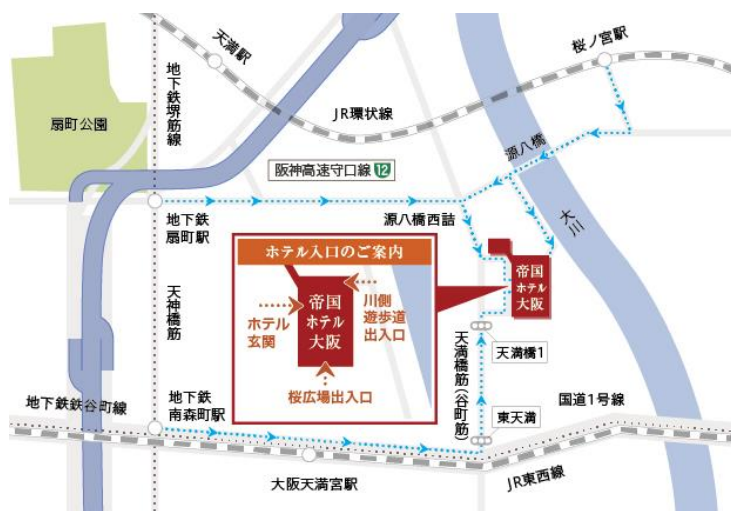 天満駅
桜ノ宮駅
地下鉄堺筋線
扇町公園
JR環状線
源八橋
阪神高速守口線 12
大川
地下鉄
扇町駅
源八橋西詰
ホテル入口のご案内
帝国
ホテル
大阪
ホテル
玄関
川側
遊歩道
出入口
桜広場出入口
帝国
ホテル
大阪
天神橋筋
天満橋1
天満橋筋(谷町筋)
地下鉄鉄谷町線
地下鉄
南森町駅
東天満
国道1号線
大阪天満宮駅
JR東西線